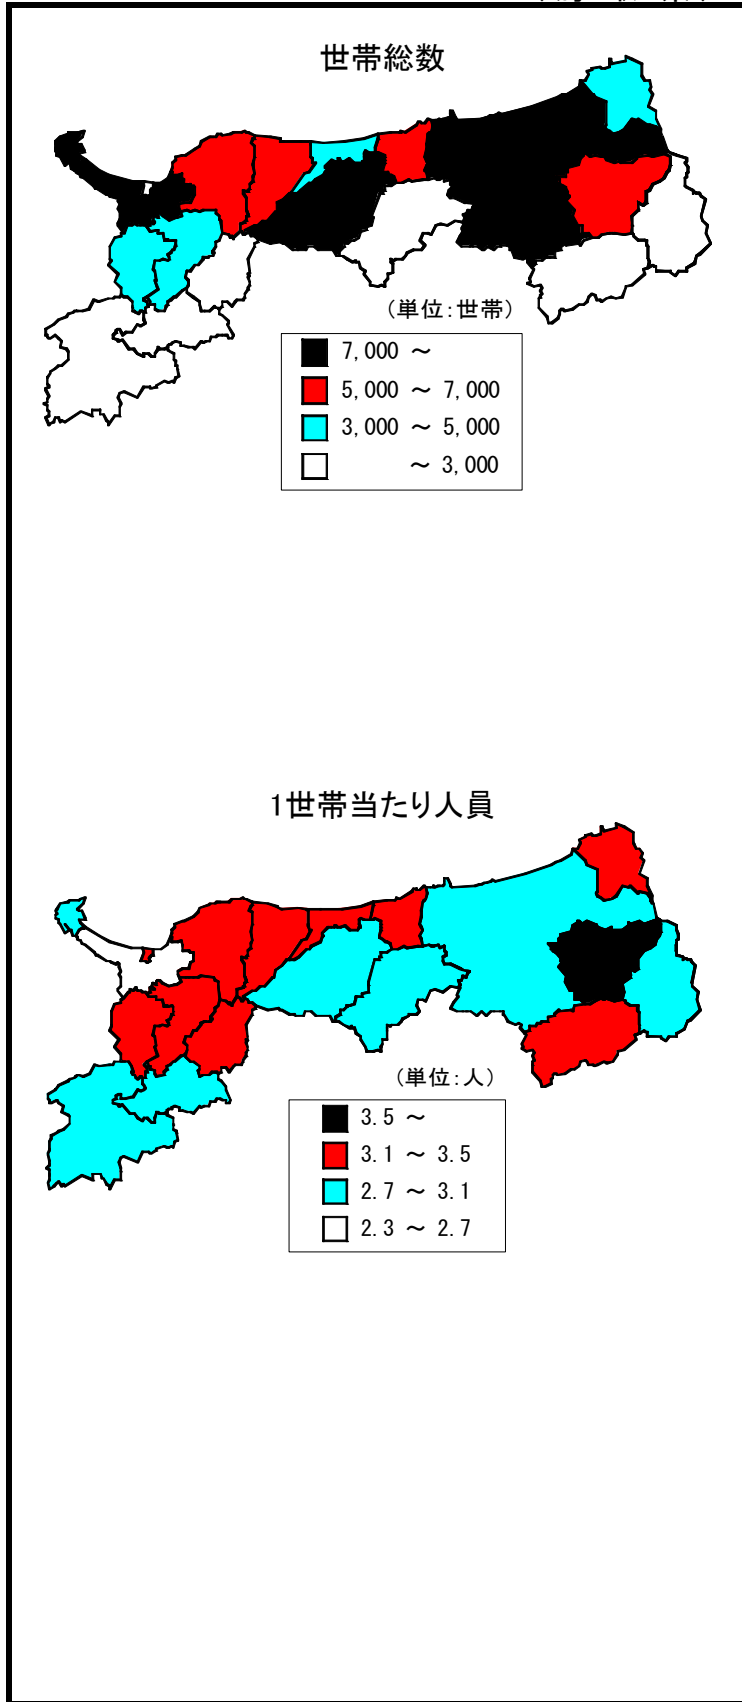 世帯総数
(単位:世帯)
7,000 ～
5,000 ～ 7,000
3,000 ～ 5,000
～ 3,000
1世帯当たり人員
(単位:人)
3.5 ～
3.1 ～ 3.5
2.7 ～ 3.1
2.3 ～ 2.7